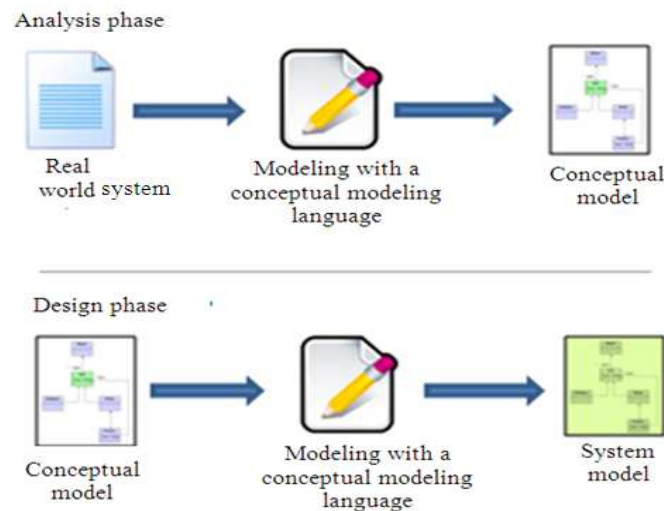 Analysis phase
Real
world system
Modeling with a
conceptual modeling
language
Conceptual
model
Design phase
Conceptual
model
Modeling with a
conceptual modeling
language
System
model